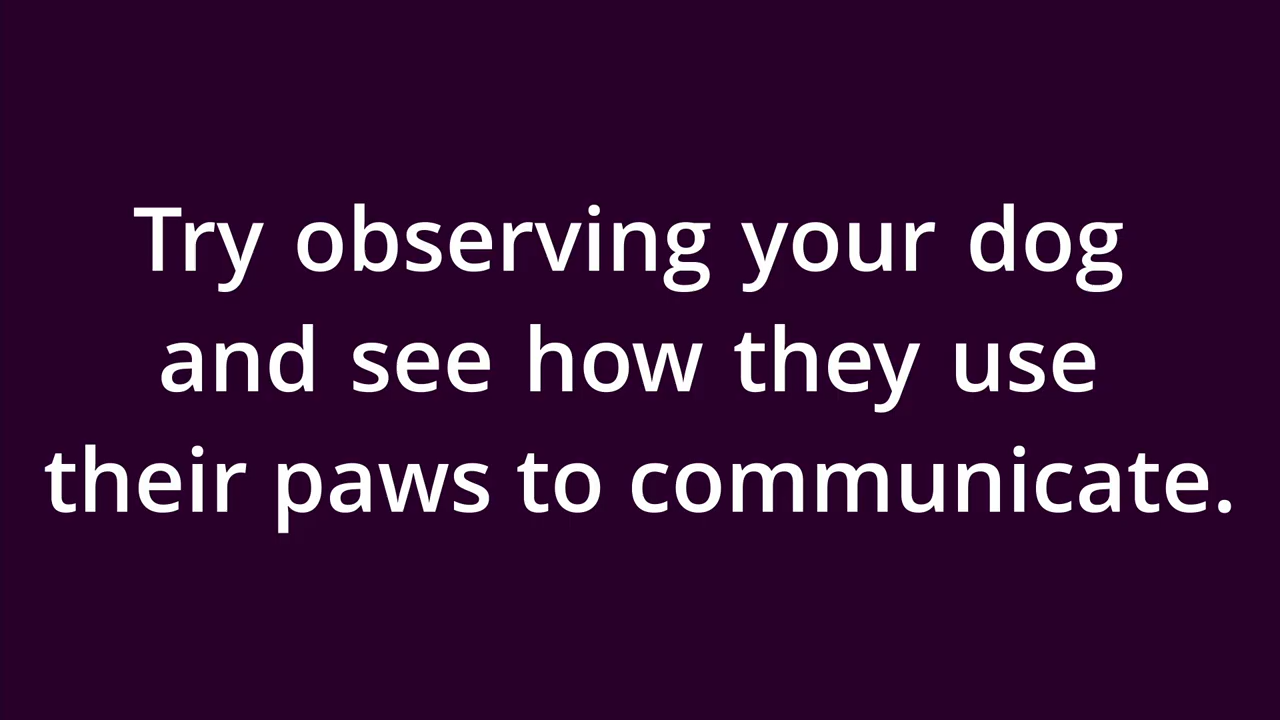 Try observing your dog
and see how they use
their paws to communicate.